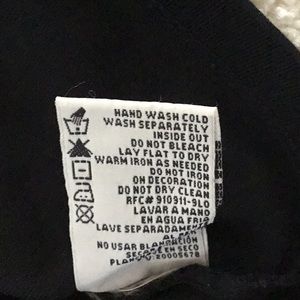 HAND WASH COLD
WASH SEPARATELY
INSIDE OUT
DO NOT BLEACH
LAY FLAT TO DRY
WARM IRON AS NEEDED
DO NOT IRON
ON DECORATION
DO NOT DRY CLEAN
RFC# 910911-9L0
LAVAR A MANO
EN AGUA FRIA
LAVE SEPARADAMENTE
NO USAR BLANQUEADOR
SECADO EN SECO